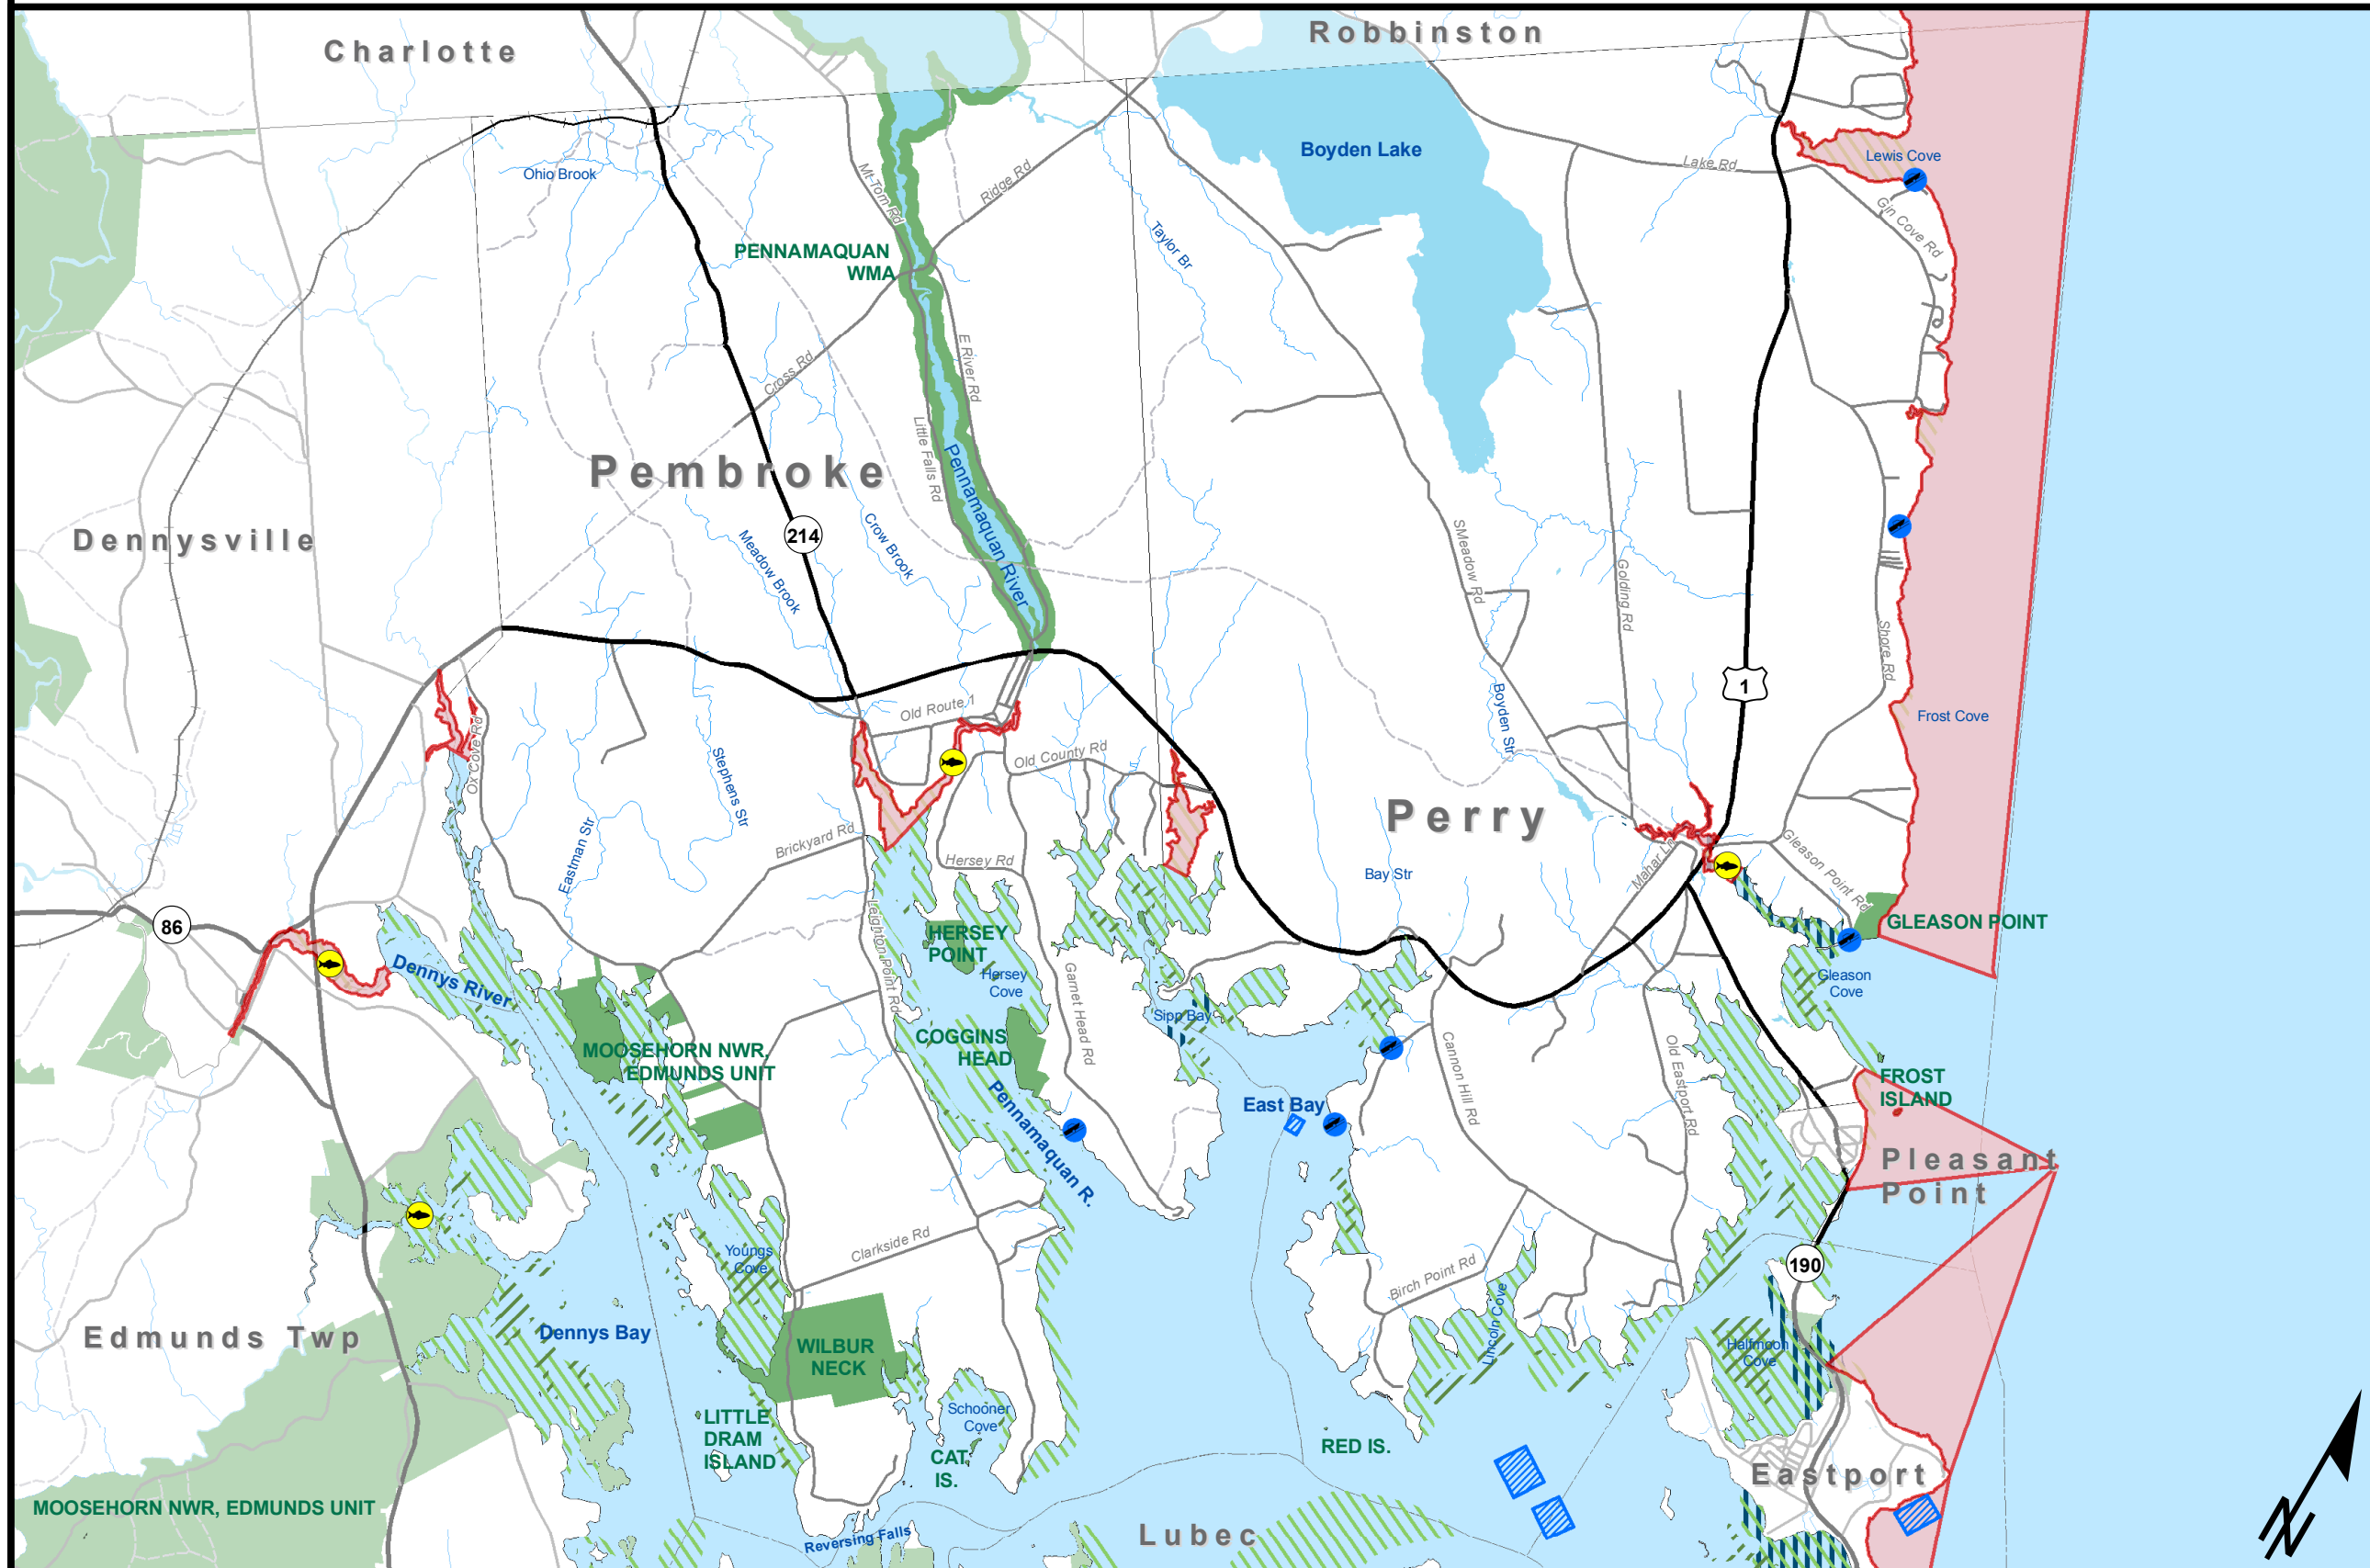 Charlotte
Robbinston
Boyden Lake
Lewis Cove
Lake Rd
Ohio Brook
Mt Tom Rd
Ridge Rd
Gin Cove Rd
Taylor Br
PENNAMAQUAN
WMA
E River Rd
Cross Rd
Little Falls Rd
Pennamaquan River
Pembroke
Dennysville
214
Meadow Brook
Crow Brook
SMeadow Rd
Golding Rd
Shore Rd
1
Boyden Str
Frost Cove
Old Route 1
Ox Cove Rd
Old County Rd
Stephens Str
Perry
Eastman Str
Brickyard Rd
Hersey Rd
Mahar Ln
Gleason Point Rd
Bay Str
86
Leighton Point Rd
GLEASON POINT
HERSEY
POINT
Dennys River
Hersey
Cove
Gleason
Cove
Garnet Head Rd
Sipp Bay
COGGINS
HEAD
MOOSEHORN NWR,
EDMUNDS UNIT
Cannon Hill Rd
Old Eastport Rd
FROST
ISLAND
East Bay
Pennamaquan R.
Pleasant
Point
Youngs
Cove
Clarkside Rd
190
Birch Point Rd
Lincoln Cove
Edmunds Twp
Dennys Bay
WILBUR
NECK
Halfmoon
Cove
Schooner
Cove
LITTLE
DRAM
ISLAND
CAT
IS.
RED IS.
Eastport
MOOSEHORN NWR, EDMUNDS UNIT
Reversing Falls
Lubec
N